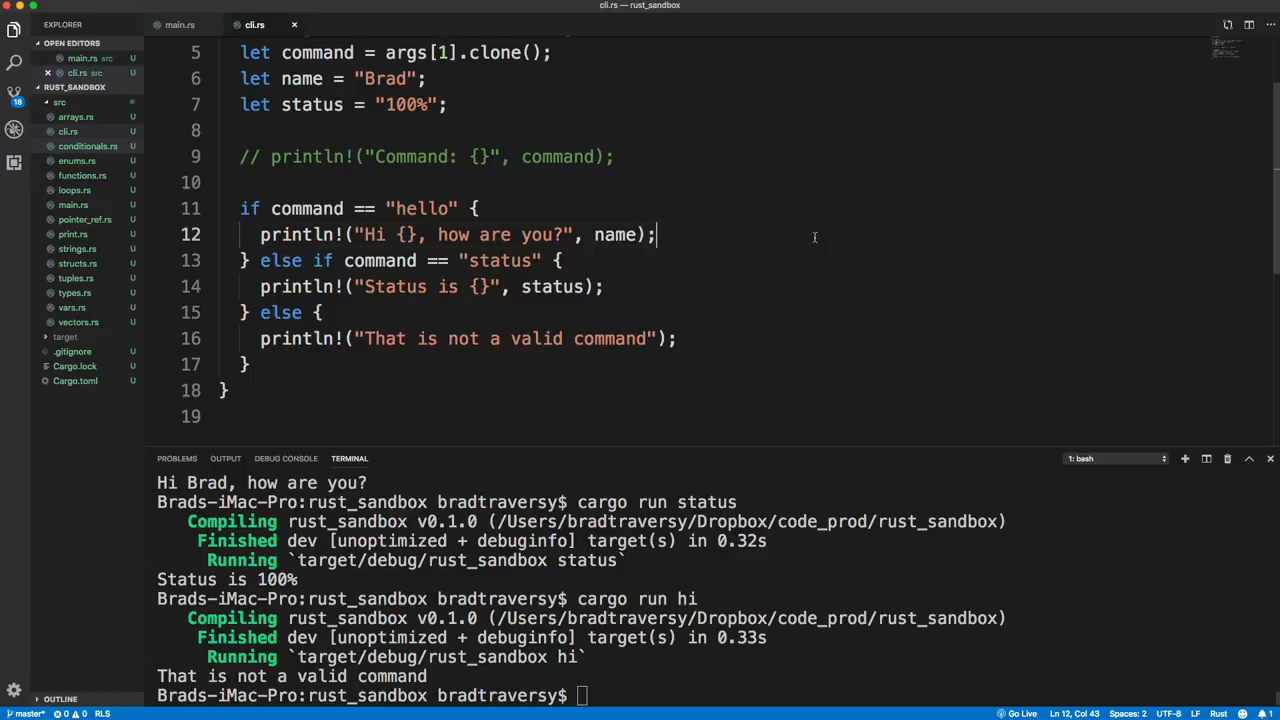 cli.rs — rust_sandbox
EXPLORER
main.rs
cli.rs
OPEN EDITORS
main.rs src U
cli.rs src U
RUST_SANDBOX
src
arrays.rs U
cli.rs U
conditionals.rs U
enums.rs U
functions.rs U
loops.rs U
main.rs U
pointer_ref.rs U
print.rs U
strings.rs U
structs.rs U
tuples.rs U
types.rs U
vars.rs U
vectors.rs U
target
.gitignore U
Cargo.lock U
Cargo.toml U
OUTLINE
18
5 let command = args[1].clone();
6 let name = "Brad";
7 let status = "100%";
8
9 // println!("Command: {}", command);
10
11 if command == "hello" {
12 println!("Hi {}, how are you?", name);
13 } else if command == "status" {
14 println!("Status is {}", status);
15 } else {
16 println!("That is not a valid command");
17 }
18 }
19
PROBLEMS OUTPUT DEBUG CONSOLE TERMINAL 1: bash
Hi Brad, how are you?
Brads-iMac-Pro:rust_sandbox bradtraversy$ cargo run status
Compiling rust_sandbox v0.1.0 (/Users/bradtraversy/Dropbox/code_prod/rust_sandbox)
Finished dev [unoptimized + debuginfo] target(s) in 0.32s
Running `target/debug/rust_sandbox status`
Status is 100%
Brads-iMac-Pro:rust_sandbox bradtraversy$ cargo run hi
Compiling rust_sandbox v0.1.0 (/Users/bradtraversy/Dropbox/code_prod/rust_sandbox)
Finished dev [unoptimized + debuginfo] target(s) in 0.33s
Running `target/debug/rust_sandbox hi`
That is not a valid command
Brads-iMac-Pro:rust_sandbox bradtraversy$
master* 0 0 RLS Go Live Ln 12, Col 43 Spaces: 2 UTF-8 LF Rust 1